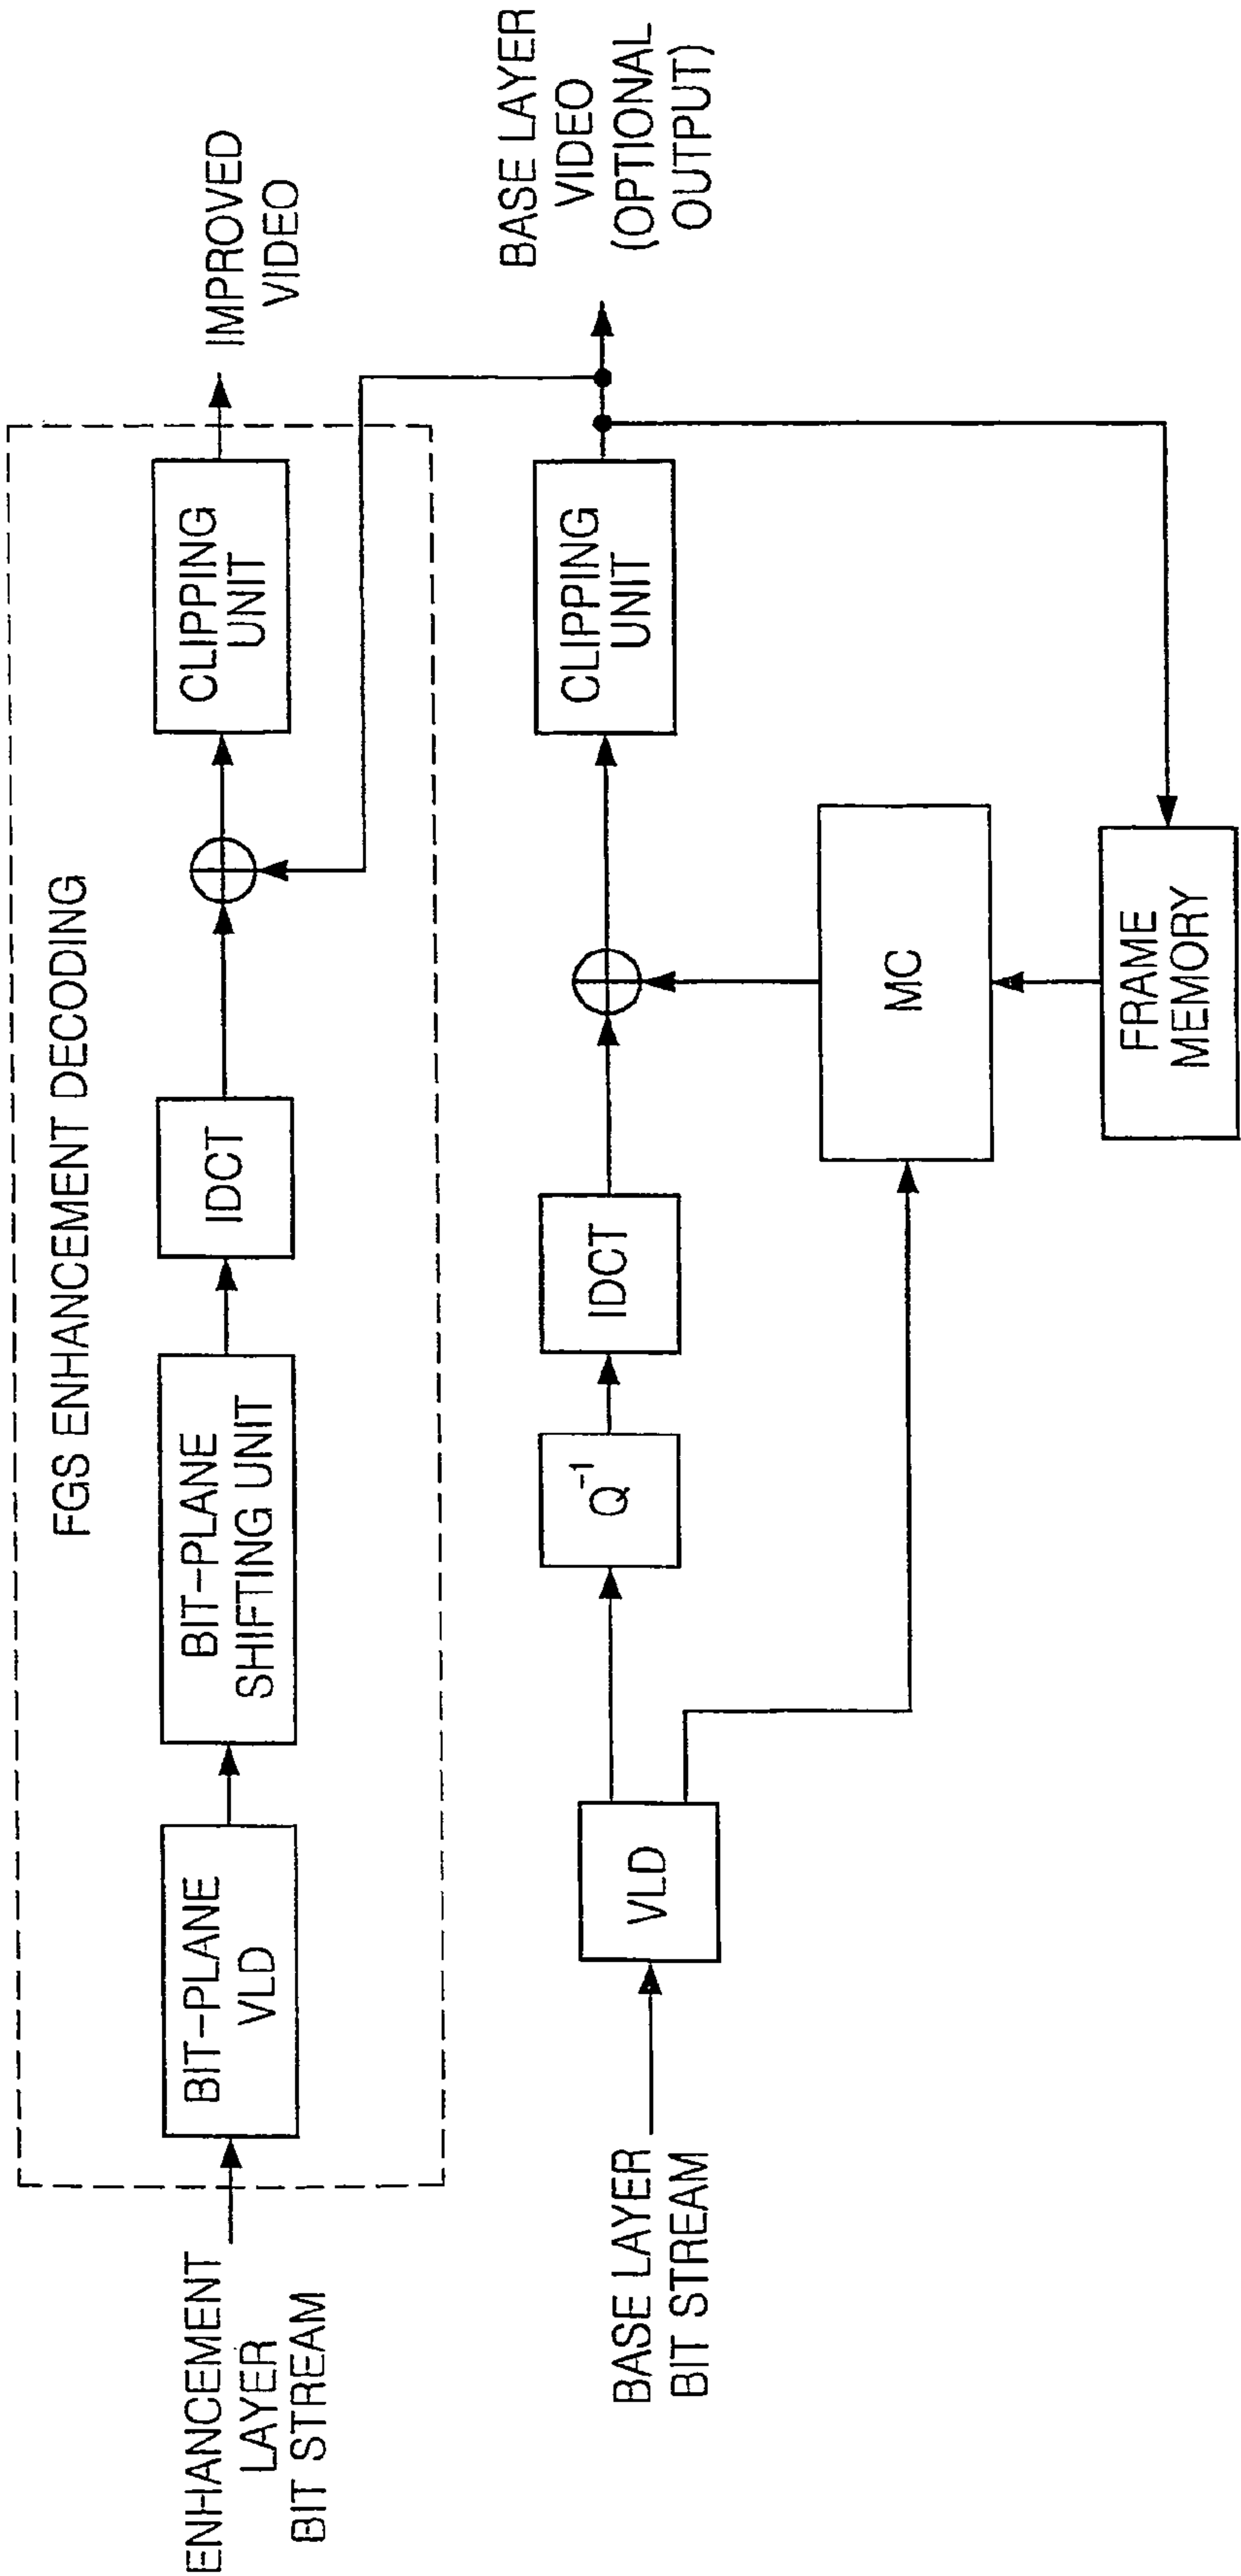 FGS ENHANCEMENT DECODING
ENHANCEMENT
LAYER
BIT STREAM
BIT-PLANE
VLD
BIT-PLANE
SHIFTING UNIT
IDCT
CLIPPING
UNIT
IMPROVED
VIDEO
BASE LAYER
BIT STREAM
VLD
Q⁻¹
IDCT
CLIPPING
UNIT
BASE LAYER
VIDEO
(OPTIONAL
OUTPUT)
MC
FRAME
MEMORY